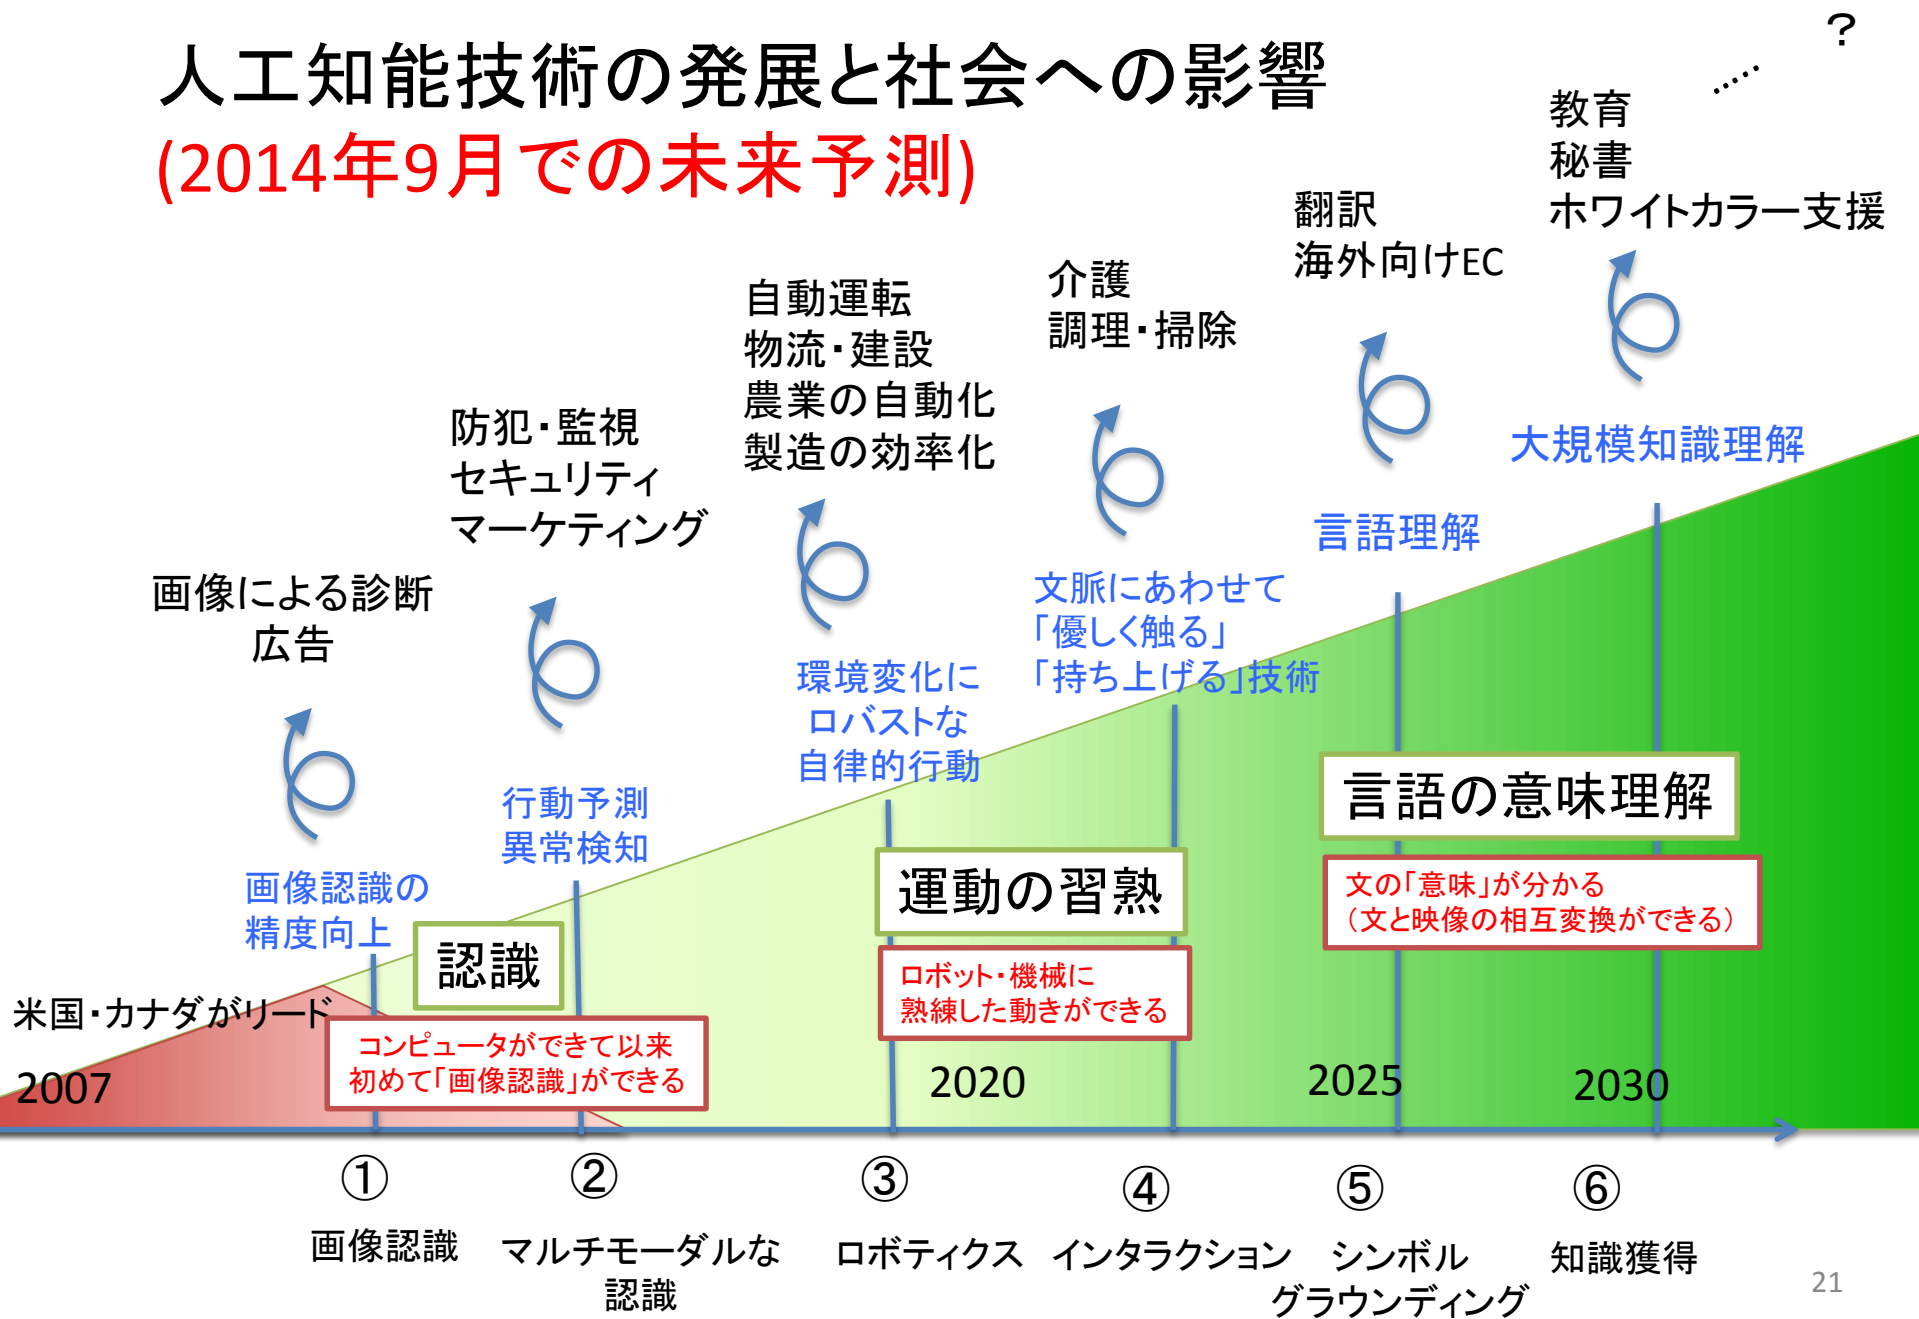 人工知能技術の発展と社会への影響
(2014年9月での未来予測)
?
.....
教育
秘書
ホワイトカラー支援
翻訳
海外向けEC
介護
調理・掃除
自動運転
物流・建設
農業の自動化
製造の効率化
防犯・監視
セキュリティ
マーケティング
画像による診断
広告
大規模知識理解
言語理解
文脈にあわせて
「優しく触る」
「持ち上げる」技術
環境変化に
ロバストな
自律的行動
行動予測
異常検知
画像認識の
精度向上
認識
コンピュータができて以来
初めて「画像認識」ができる
運動の習熟
ロボット・機械に
熟練した動きができる
言語の意味理解
文の「意味」が分かる
(文と映像の相互変換ができる)
米国・カナダがリード
2007
2020
2025
2030
①
画像認識
②
マルチモーダルな
認識
③
ロボティクス
④
インタラクション
⑤
シンボル
グラウンディング
⑥
知識獲得
21